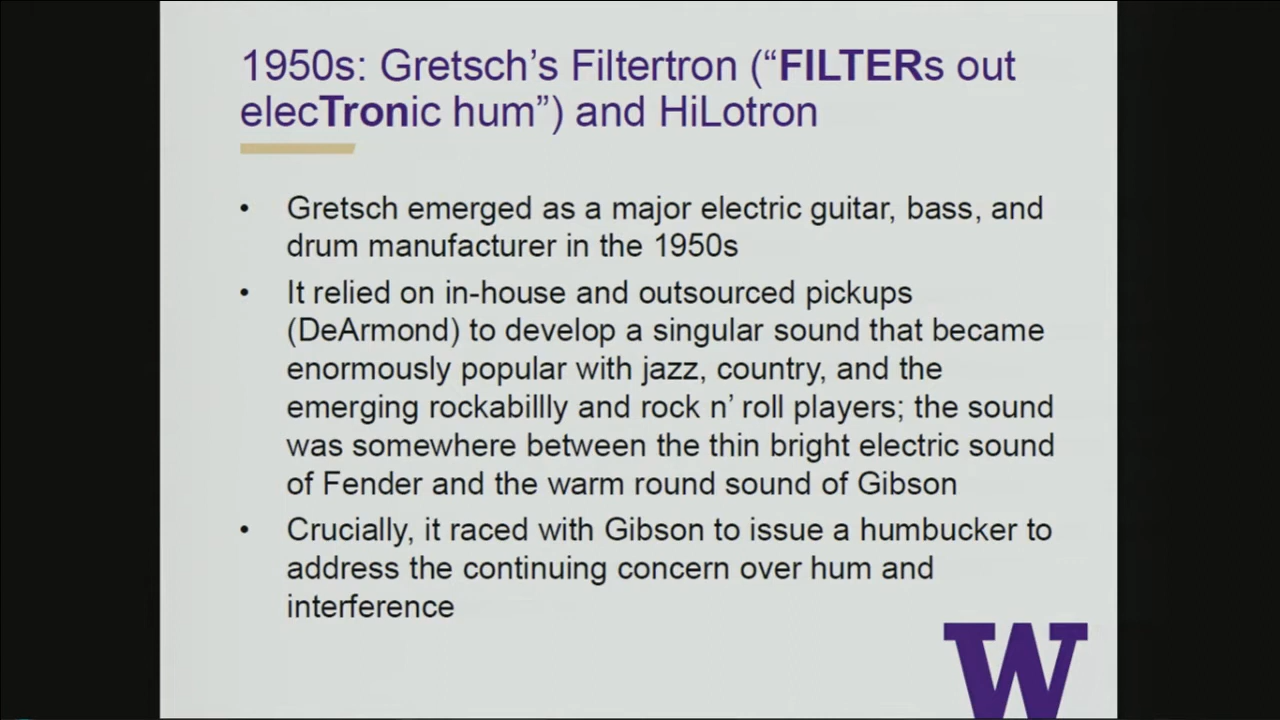 1950s: Gretsch’s Filtertron (“FILTERs out
elecTronic hum”) and HiLotron
• Gretsch emerged as a major electric guitar, bass, and
drum manufacturer in the 1950s
• It relied on in-house and outsourced pickups
(DeArmond) to develop a singular sound that became
enormously popular with jazz, country, and the
emerging rockabillly and rock n’ roll players; the sound
was somewhere between the thin bright electric sound
of Fender and the warm round sound of Gibson
• Crucially, it raced with Gibson to issue a humbucker to
address the continuing concern over hum and
interference
W